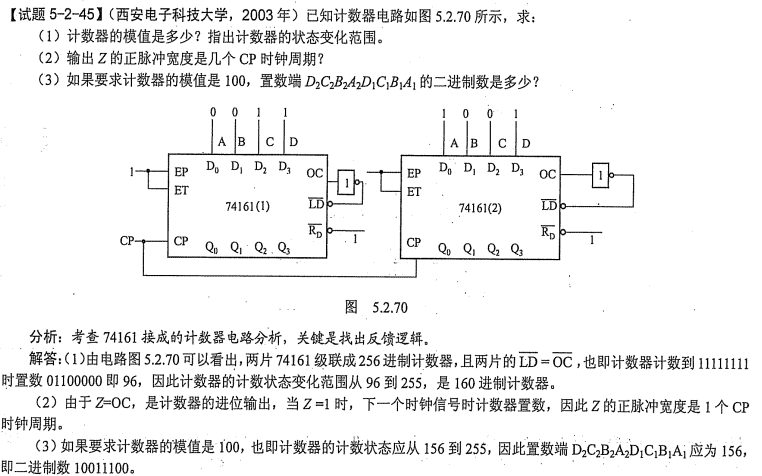 【试题 5-2-45】(西安电子科技大学，2003 年) 已知计数器电路如图 5.2.70 所示，求：
(1) 计数器的模值是多少？指出计数器的状态变化范围。
(2) 输出 Z 的正脉冲宽度是几个 CP 时钟周期？
(3) 如果要求计数器的模值是 100，置数端 D₂C₂B₂A₂D₁C₁B₁A₁ 的二进制数是多少？
0 0 1 1
1 0 0 1
A B C D
A B C D
1
EP D₀ D₁ D₂ D₃ OC
1
EP D₀ D₁ D₂ D₃ OC
1
ET
ET
74161(1) LD
74161(2) LD
R_D
1
R_D
1
CP
CP Q₀ Q₁ Q₂ Q₃
CP Q₀ Q₁ Q₂ Q₃
图 5.2.70
分析：考查 74161 接成的计数器电路分析，关键是找出反馈逻辑。
解答：(1)由电路图 5.2.70 可以看出，两片 74161 级联成 256 进制计数器，且两片的 L̅D̅ = O̅C̅，也即计数器计数到 11111111
时置数 01100000 即 96，因此计数器的计数状态变化范围从 96 到 255，是 160 进制计数器。
(2) 由于 Z=OC，是计数器的进位输出，当 Z =1 时，下一个时钟信号时计数器置数，因此 Z 的正脉冲宽度是 1 个 CP
时钟周期。
(3) 如果要求计数器的模值是 100，也即计数器的计数状态应从 156 到 255，因此置数端 D₂C₂B₂A₂D₁C₁B₁A₁ 应为 156，
即二进制数 10011100。